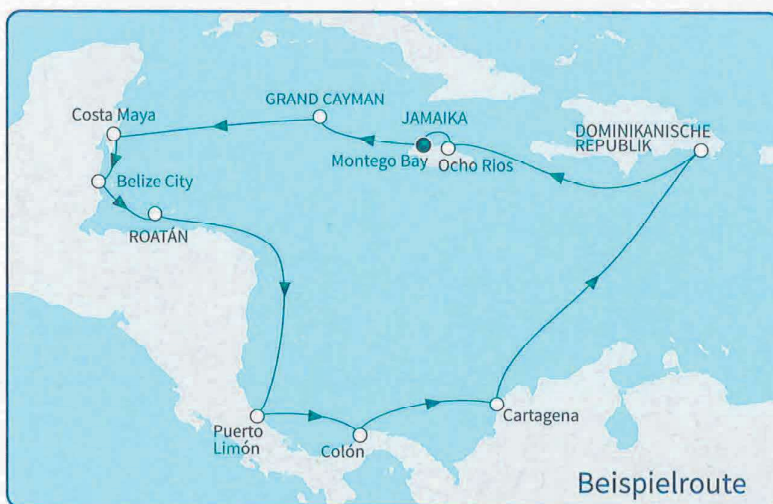 GRAND CAYMAN
Costa Maya
JAMAIKA
DOMINIKANISCHE
REPUBLIK
Montego Bay
Ocho Rios
Belize City
ROATÁN
Puerto
Limón
Colón
Cartagena
Beispielroute